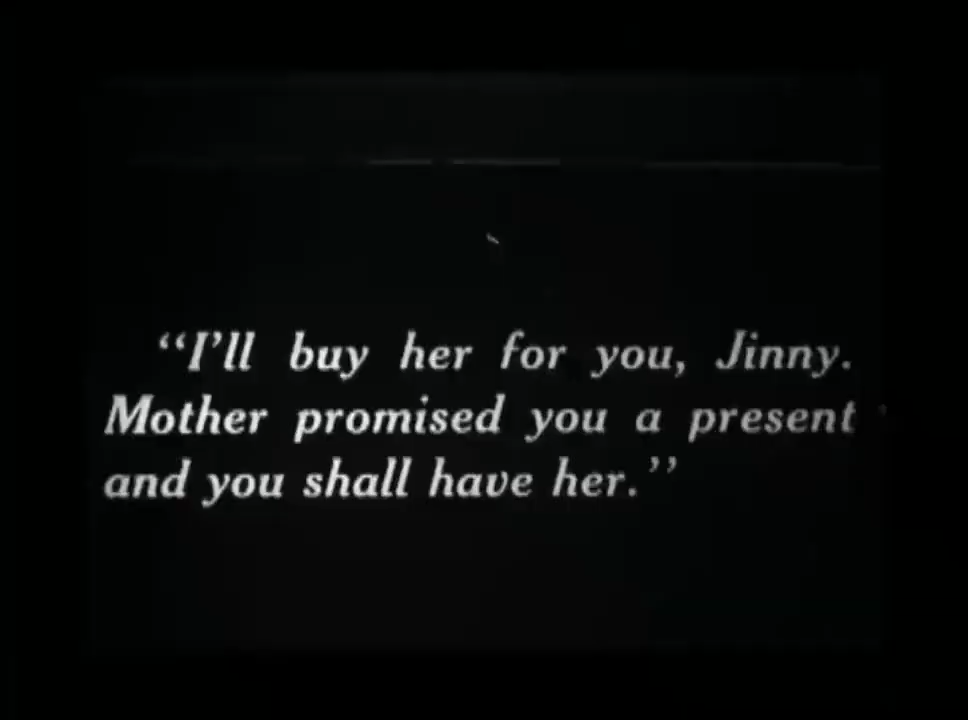 “I’ll buy her for you, Jinny.
Mother promised you a present
and you shall have her.”